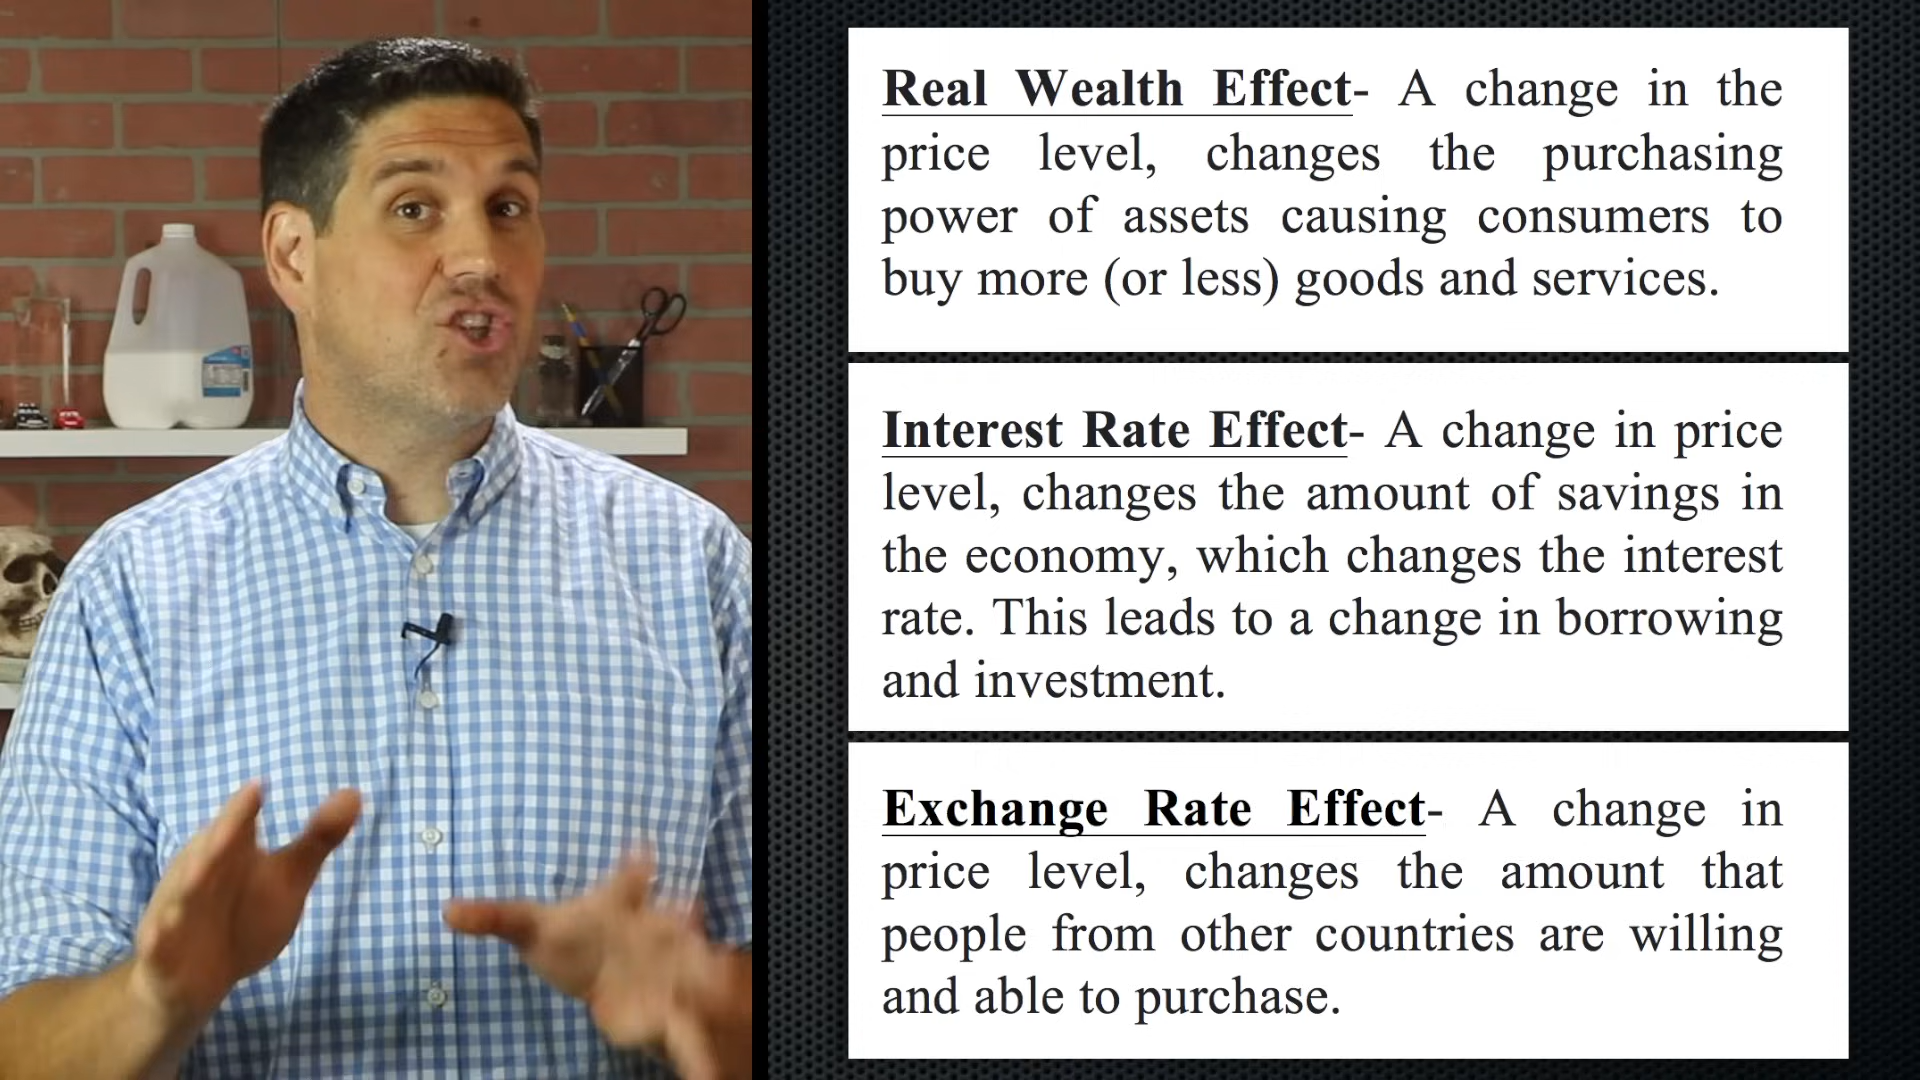 Real Wealth Effect- A change in the
price level, changes the purchasing
power of assets causing consumers to
buy more (or less) goods and services.
Interest Rate Effect- A change in price
level, changes the amount of savings in
the economy, which changes the interest
rate. This leads to a change in borrowing
and investment.
Exchange Rate Effect- A change in
price level, changes the amount that
people from other countries are willing
and able to purchase.